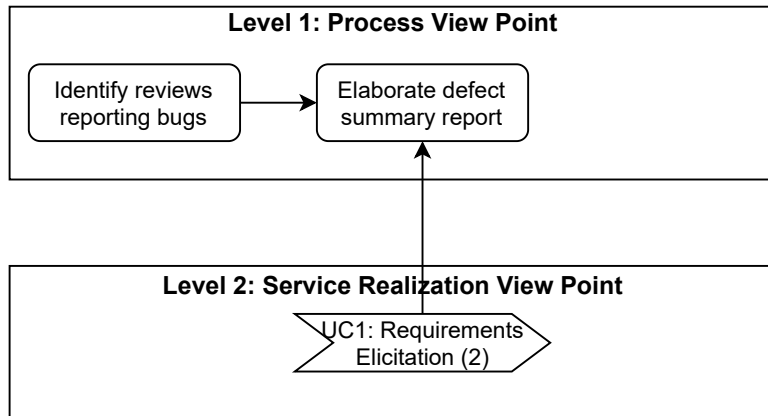 Level 1: Process View Point
Identify reviews
reporting bugs
Elaborate defect
summary report
Level 2: Service Realization View Point
UC1: Requirements
Elicitation (2)